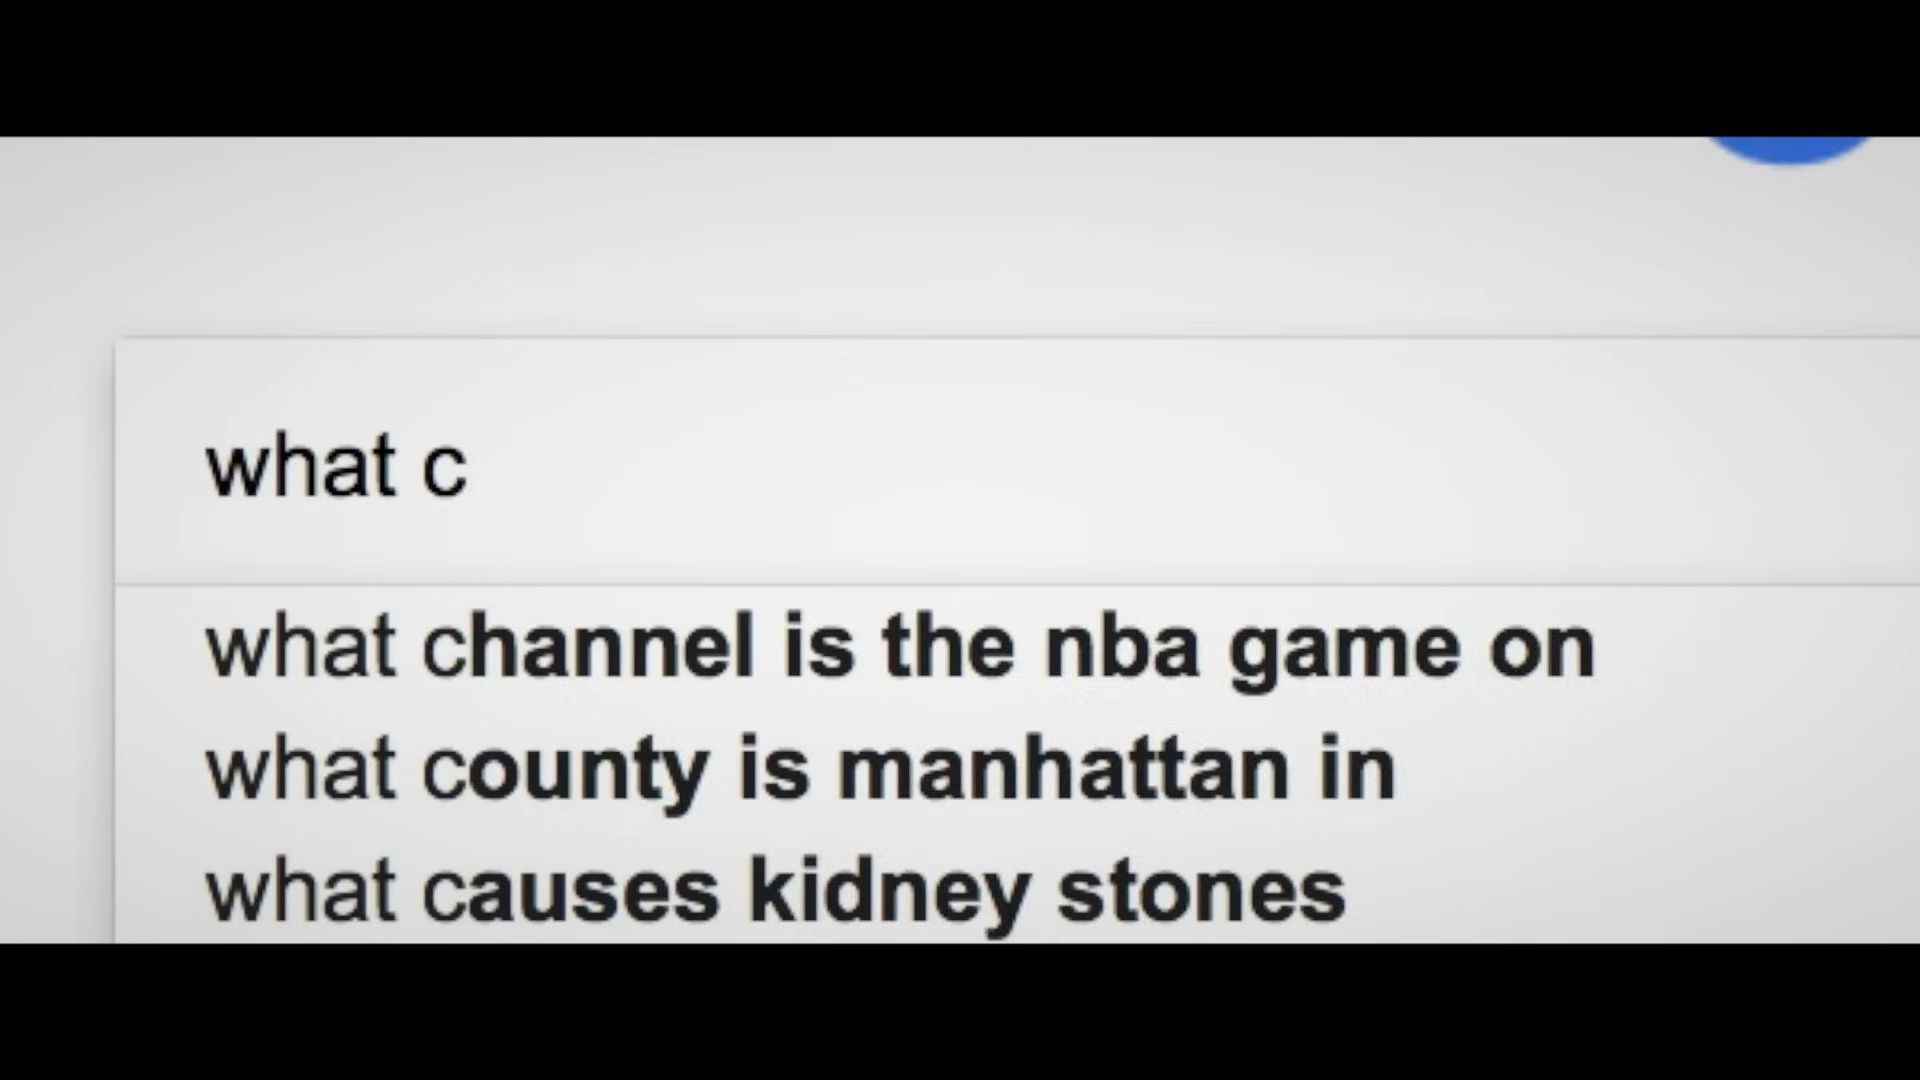 what c
what channel is the nba game on
what county is manhattan in
what causes kidney stones